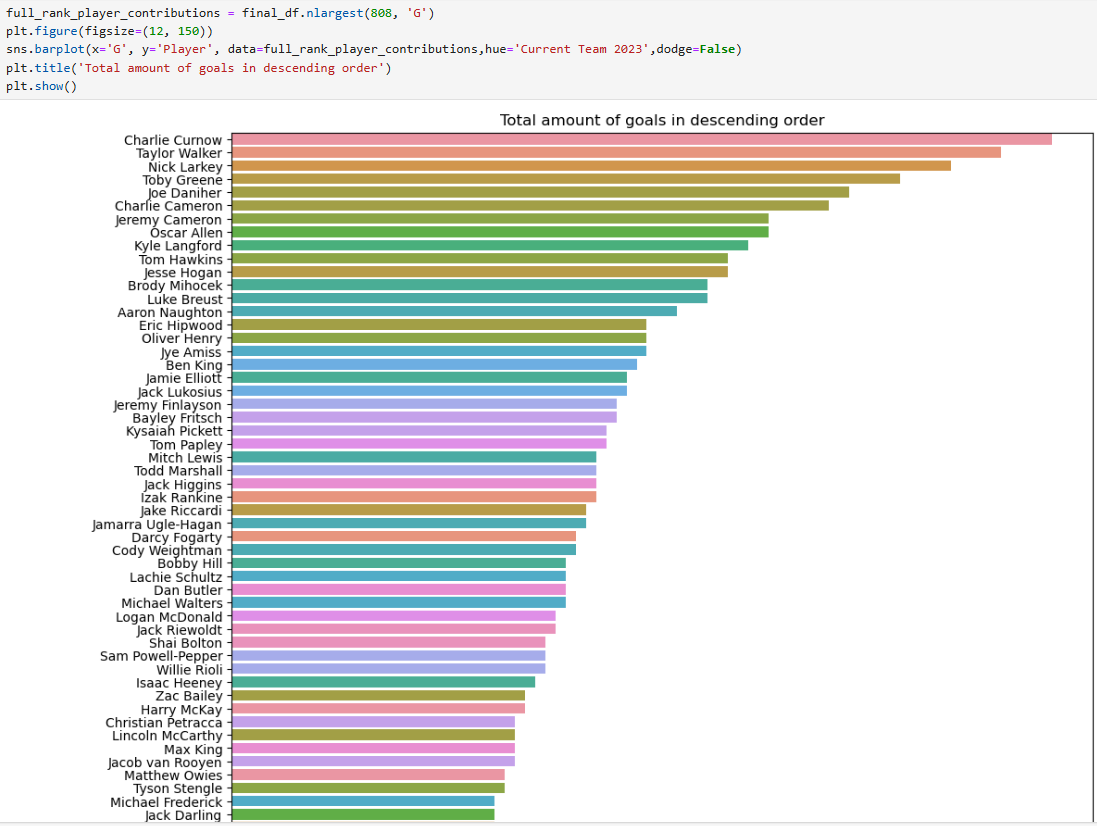 full_rank_player_contributions = final_df.nlargest(808, 'G')
plt.figure(figsize=(12, 150))
sns.barplot(x='G', y='Player', data=full_rank_player_contributions,hue='Current Team 2023',dodge=False)
plt.title('Total amount of goals in descending order')
plt.show()
Total amount of goals in descending order
Charlie Curnow
Taylor Walker
Nick Larkey
Toby Greene
Joe Daniher
Charlie Cameron
Jeremy Cameron
Oscar Allen
Kyle Langford
Tom Hawkins
Jesse Hogan
Brody Mihocek
Luke Breust
Aaron Naughton
Eric Hipwood
Oliver Henry
Jye Amiss
Ben King
Jamie Elliott
Jack Lukosius
Jeremy Finlayson
Bayley Fritsch
Kysaiah Pickett
Tom Papley
Mitch Lewis
Todd Marshall
Jack Higgins
Izak Rankine
Jake Riccardi
Jamarra Ugle-Hagan
Darcy Fogarty
Cody Weightman
Bobby Hill
Lachie Schultz
Dan Butler
Michael Walters
Logan McDonald
Jack Riewoldt
Shai Bolton
Sam Powell-Pepper
Willie Rioli
Isaac Heeney
Zac Bailey
Harry McKay
Christian Petracca
Lincoln McCarthy
Max King
Jacob van Rooyen
Matthew Owies
Tyson Stengle
Michael Frederick
Jack Darling